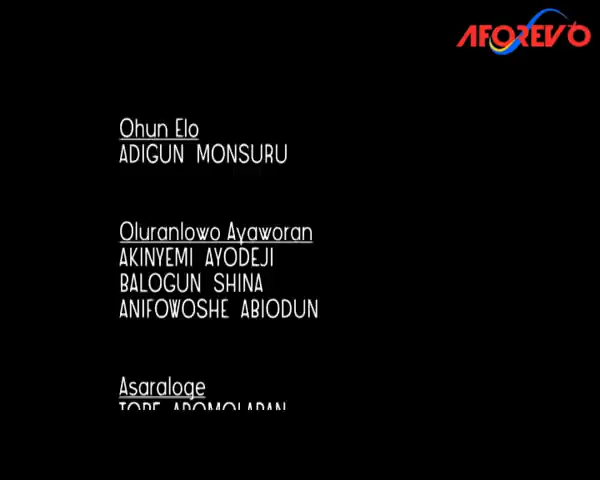 AFOREVO
Ohun Elo
ADIGUN MONSURU
Oluranlowo Ayaworan
AKINYEMI AYODEJI
BALOGUN SHINA
ANIFOWOSHE ABIODUN
Asaraloge